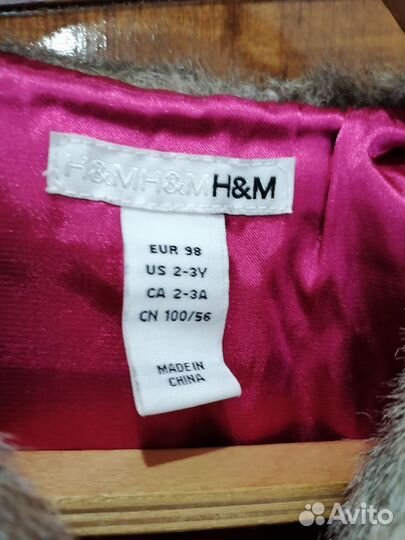 H&MH&MH&M
EUR 98
US 2-3Y
CA 2-3A
CN 100/56
MADE IN
CHINA
Avito